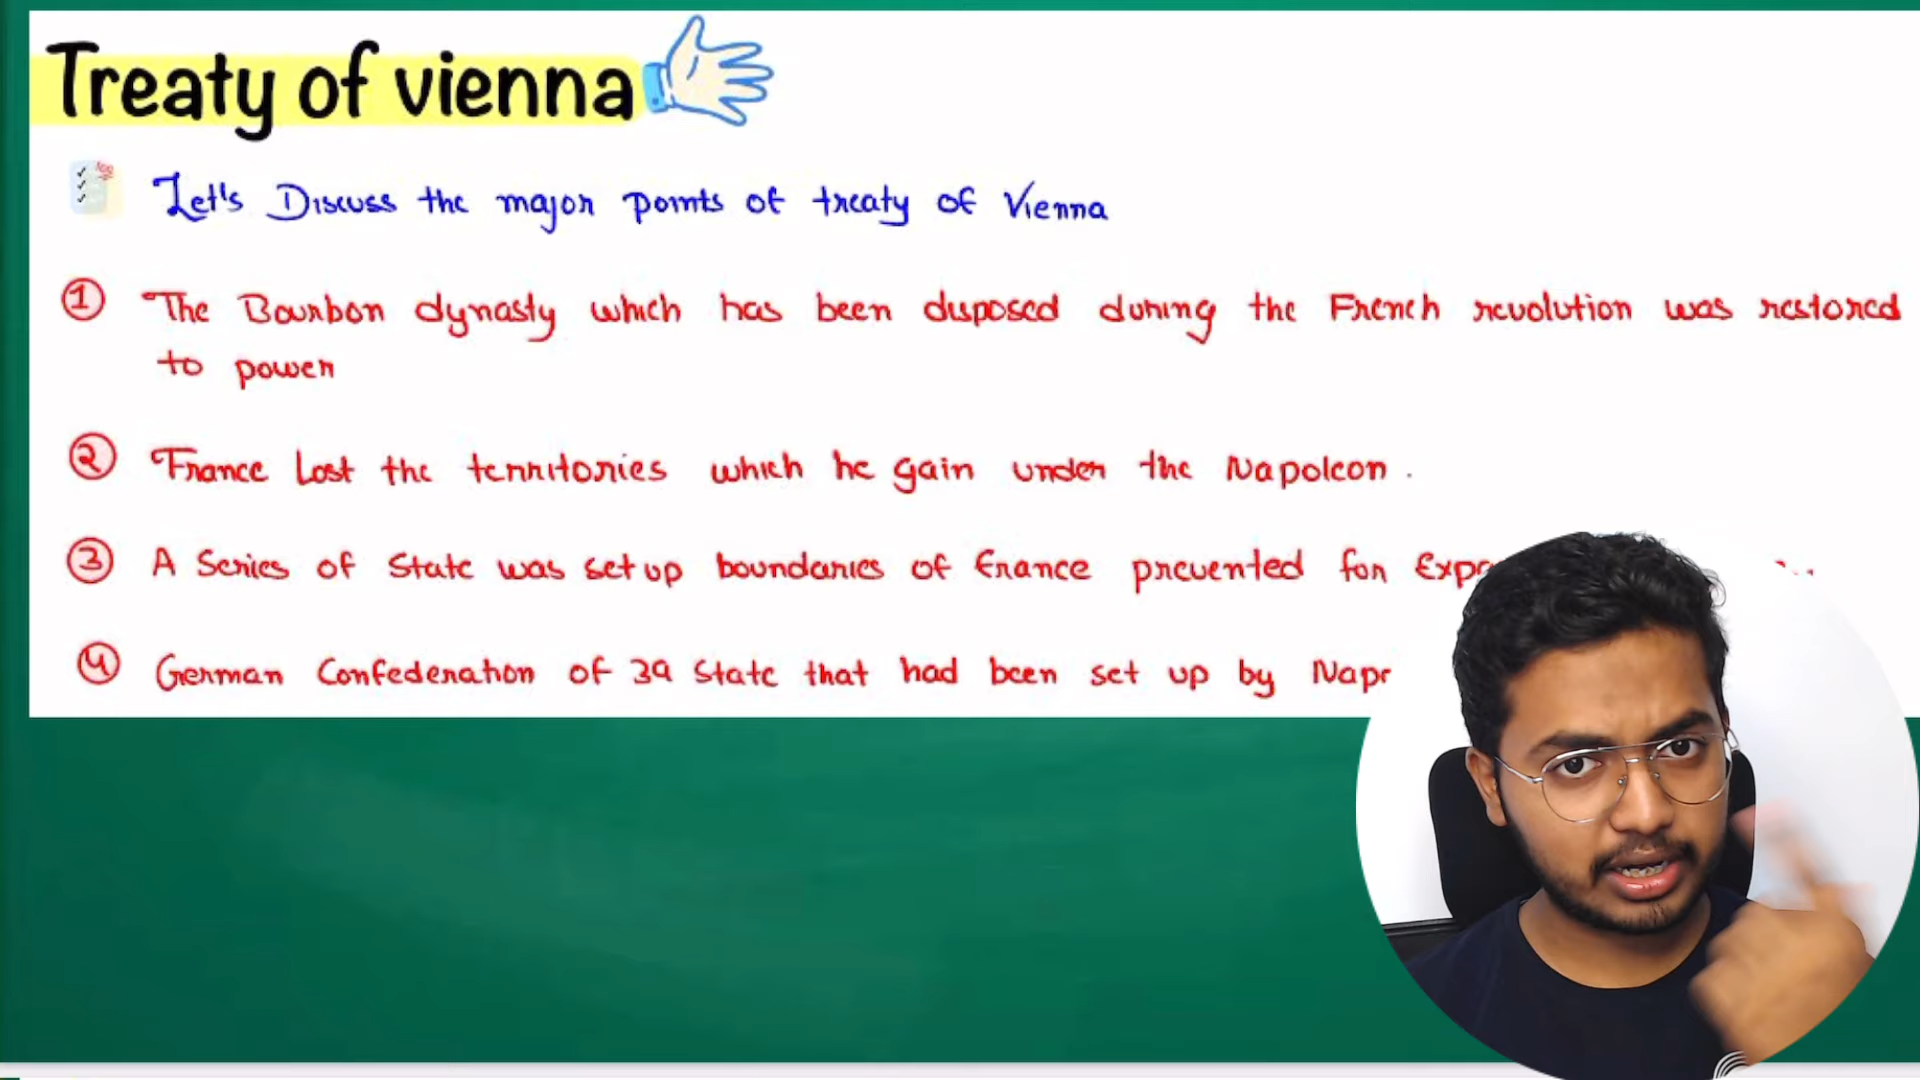 Treaty of vienna
Let's Discuss the major points of treaty of Vienna
1 The Bourbon dynasty which has been disposed during the French revolution was restored
to power
2 France Lost the territories which he gain under the Napoleon .
3 A Series of State was set up boundaries of France prevented for
4 German Confederation of 39 State that had been set up by